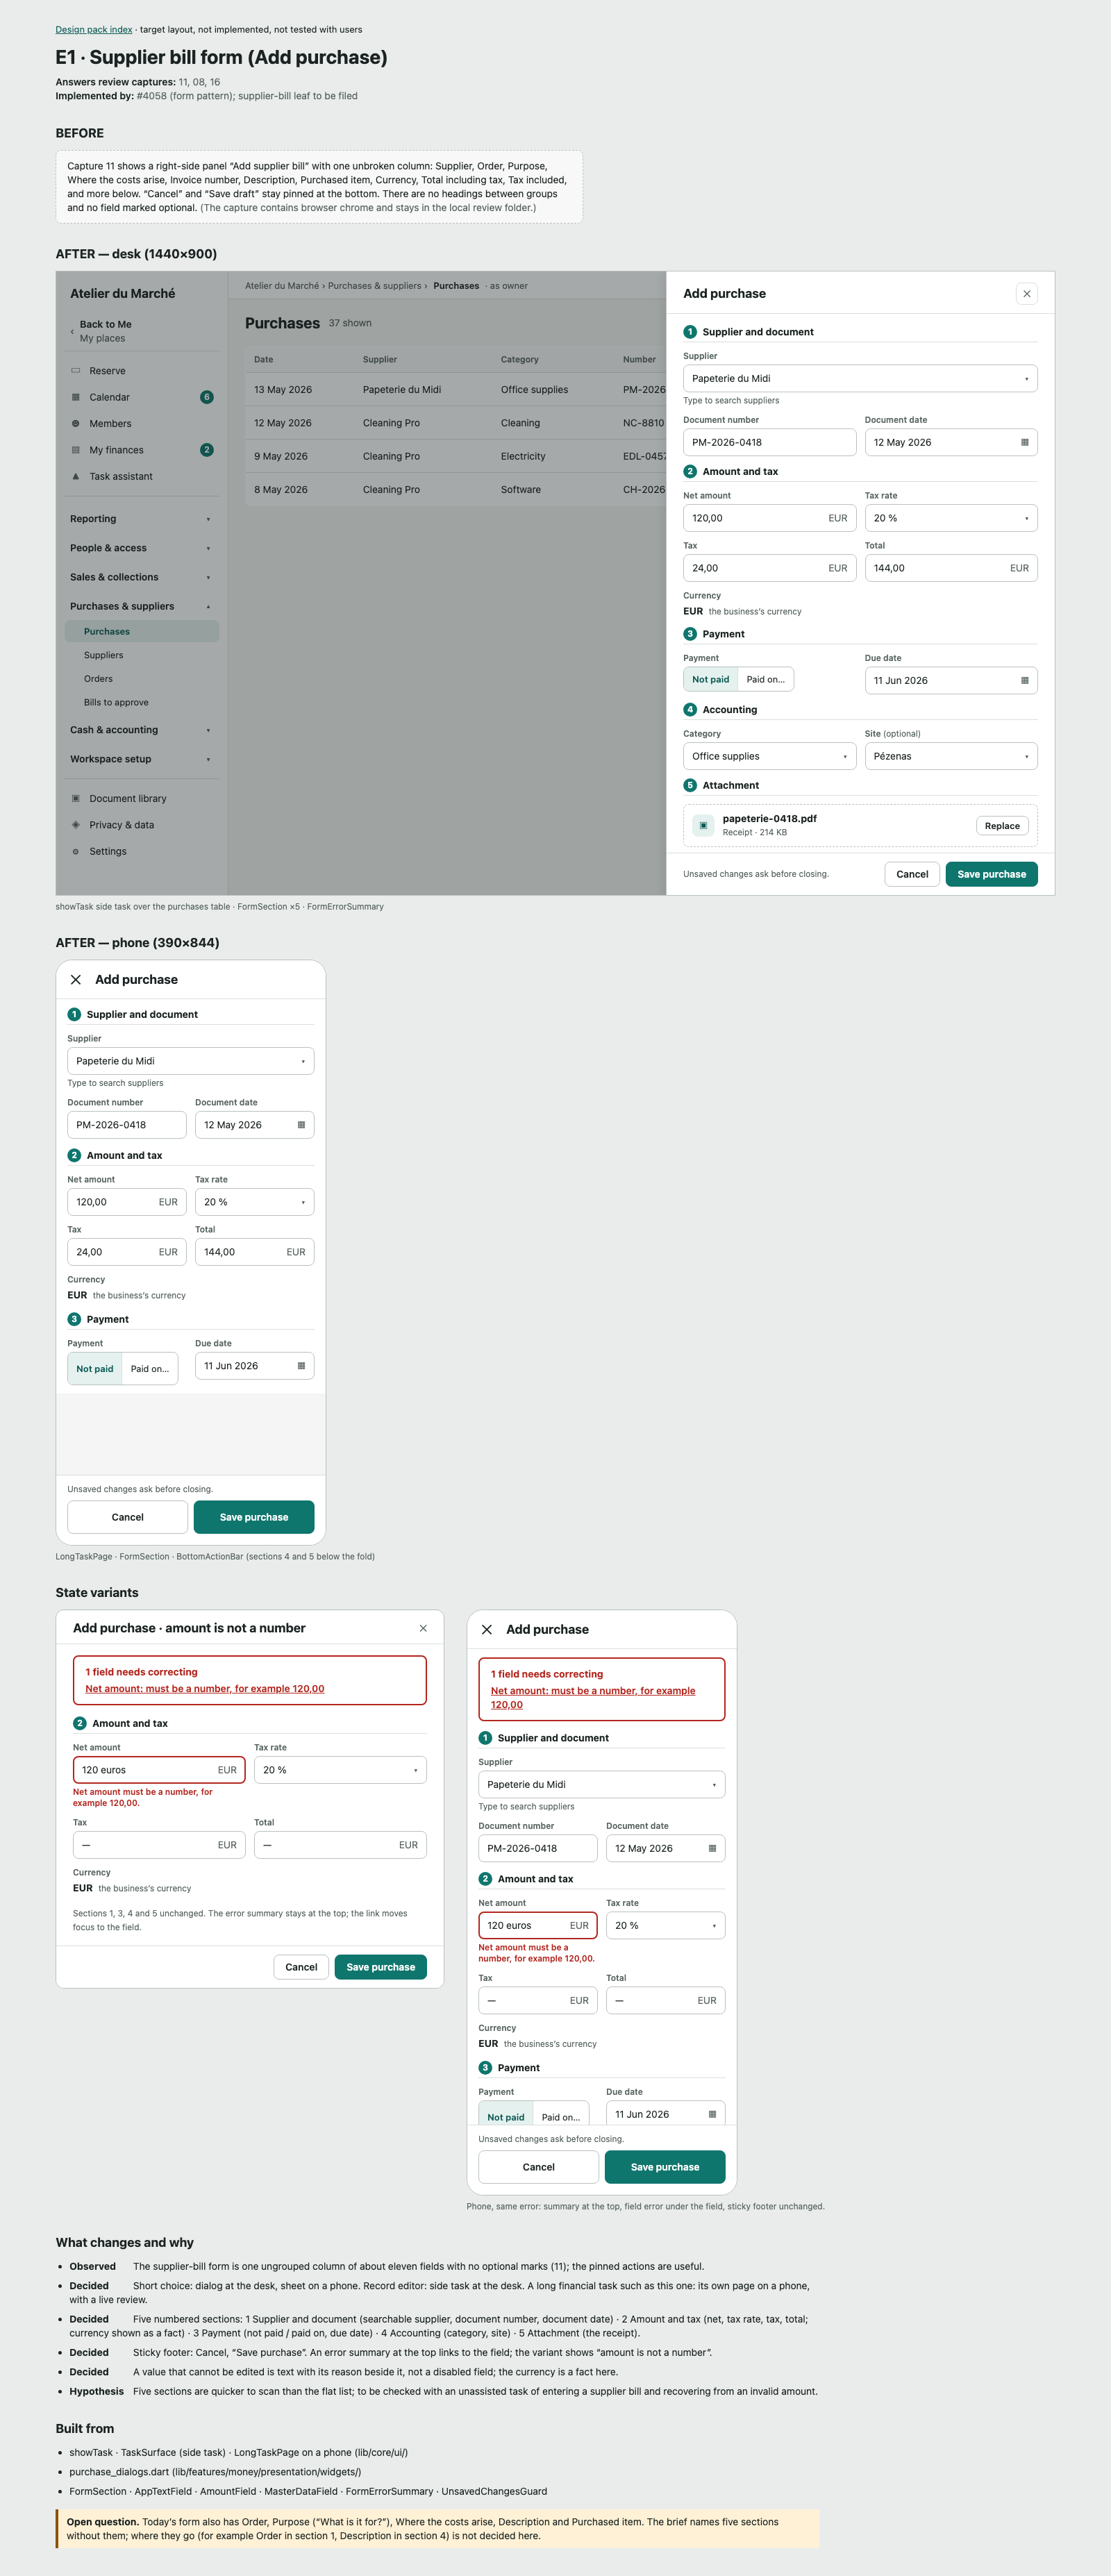 Design pack index · target layout, not implemented, not tested with users
E1 · Supplier bill form (Add purchase)
Answers review captures: 11, 08, 16
Implemented by: #4058 (form pattern); supplier-bill leaf to be filed
BEFORE
Capture 11 shows a right-side panel “Add supplier bill” with one unbroken column: Supplier, Order, Purpose,
Where the costs arise, Invoice number, Description, Purchased item, Currency, Total including tax, Tax included,
and more below. “Cancel” and “Save draft” stay pinned at the bottom. There are no headings between groups
and no field marked optional. (The capture contains browser chrome and stays in the local review folder.)
AFTER — desk (1440×900)
Atelier du Marché
‹ Back to Me
My places
Reserve
Calendar 6
Members
My finances 2
Task assistant
Reporting
People & access
Sales & collections
Purchases & suppliers
Purchases
Suppliers
Orders
Bills to approve
Cash & accounting
Workspace setup
Document library
Privacy & data
Settings
Atelier du Marché › Purchases & suppliers › Purchases · as owner
Purchases 37 shown
Date Supplier Category Number
13 May 2026 Papeterie du Midi Office supplies PM-2026
12 May 2026 Cleaning Pro Cleaning NC-8810
9 May 2026 Cleaning Pro Electricity EDL-0457
8 May 2026 Cleaning Pro Software CH-2026
Add purchase
1 Supplier and document
Supplier
Papeterie du Midi
Type to search suppliers
Document number Document date
PM-2026-0418 12 May 2026
2 Amount and tax
Net amount Tax rate
120,00 EUR 20 %
Tax Total
24,00 EUR 144,00 EUR
Currency
EUR the business's currency
3 Payment
Payment Due date
Not paid Paid on… 11 Jun 2026
4 Accounting
Category Site (optional)
Office supplies Pézenas
5 Attachment
papeterie-0418.pdf
Receipt · 214 KB
Replace
Unsaved changes ask before closing. Cancel Save purchase
showTask side task over the purchases table · FormSection ×5 · FormErrorSummary
AFTER — phone (390×844)
Add purchase
1 Supplier and document
Supplier
Papeterie du Midi
Type to search suppliers
Document number Document date
PM-2026-0418 12 May 2026
2 Amount and tax
Net amount Tax rate
120,00 EUR 20 %
Tax Total
24,00 EUR 144,00 EUR
Currency
EUR the business's currency
3 Payment
Payment Due date
Not paid Paid on… 11 Jun 2026
Unsaved changes ask before closing.
Cancel Save purchase
LongTaskPage · FormSection · BottomActionBar (sections 4 and 5 below the fold)
State variants
Add purchase · amount is not a number
1 field needs correcting
Net amount: must be a number, for example 120,00
2 Amount and tax
Net amount Tax rate
120 euros EUR 20 %
Net amount must be a number, for
example 120,00.
Tax Total
— EUR — EUR
Currency
EUR the business's currency
Sections 1, 3, 4 and 5 unchanged. The error summary stays at the top; the link moves
focus to the field.
Cancel Save purchase
Add purchase
1 field needs correcting
Net amount: must be a number, for example
120,00
1 Supplier and document
Supplier
Papeterie du Midi
Type to search suppliers
Document number Document date
PM-2026-0418 12 May 2026
2 Amount and tax
Net amount Tax rate
120 euros EUR 20 %
Net amount must be a
number, for example 120,00.
Tax Total
— EUR — EUR
Currency
EUR the business's currency
3 Payment
Payment Due date
Not paid Paid on… 11 Jun 2026
Unsaved changes ask before closing.
Cancel Save purchase
Phone, same error: summary at the top, field error under the field, sticky footer unchanged.
What changes and why
• Observed The supplier-bill form is one ungrouped column of about eleven fields with no optional marks (11); the pinned actions are useful.
• Decided Short choice: dialog at the desk, sheet on a phone. Record editor: side task at the desk. A long financial task such as this one: its own page on a phone,
with a live review.
• Decided Five numbered sections: 1 Supplier and document (searchable supplier, document number, document date) · 2 Amount and tax (net, tax rate, tax, total;
currency shown as a fact) · 3 Payment (not paid / paid on, due date) · 4 Accounting (category, site) · 5 Attachment (the receipt).
• Decided Sticky footer: Cancel, “Save purchase”. An error summary at the top links to the field; the variant shows “amount is not a number”.
• Decided A value that cannot be edited is text with its reason beside it, not a disabled field; the currency is a fact here.
• Hypothesis Five sections are quicker to scan than the flat list; to be checked with an unassisted task of entering a supplier bill and recovering from an invalid amount.
Built from
• showTask · TaskSurface (side task) · LongTaskPage on a phone (lib/core/ui/)
• purchase_dialogs.dart (lib/features/money/presentation/widgets/)
• FormSection · AppTextField · AmountField · MasterDataField · FormErrorSummary · UnsavedChangesGuard
Open question. Today's form also has Order, Purpose (“What is it for?”), Where the costs arise, Description and Purchased item. The brief names five sections
without them; where they go (for example Order in section 1, Description in section 4) is not decided here.